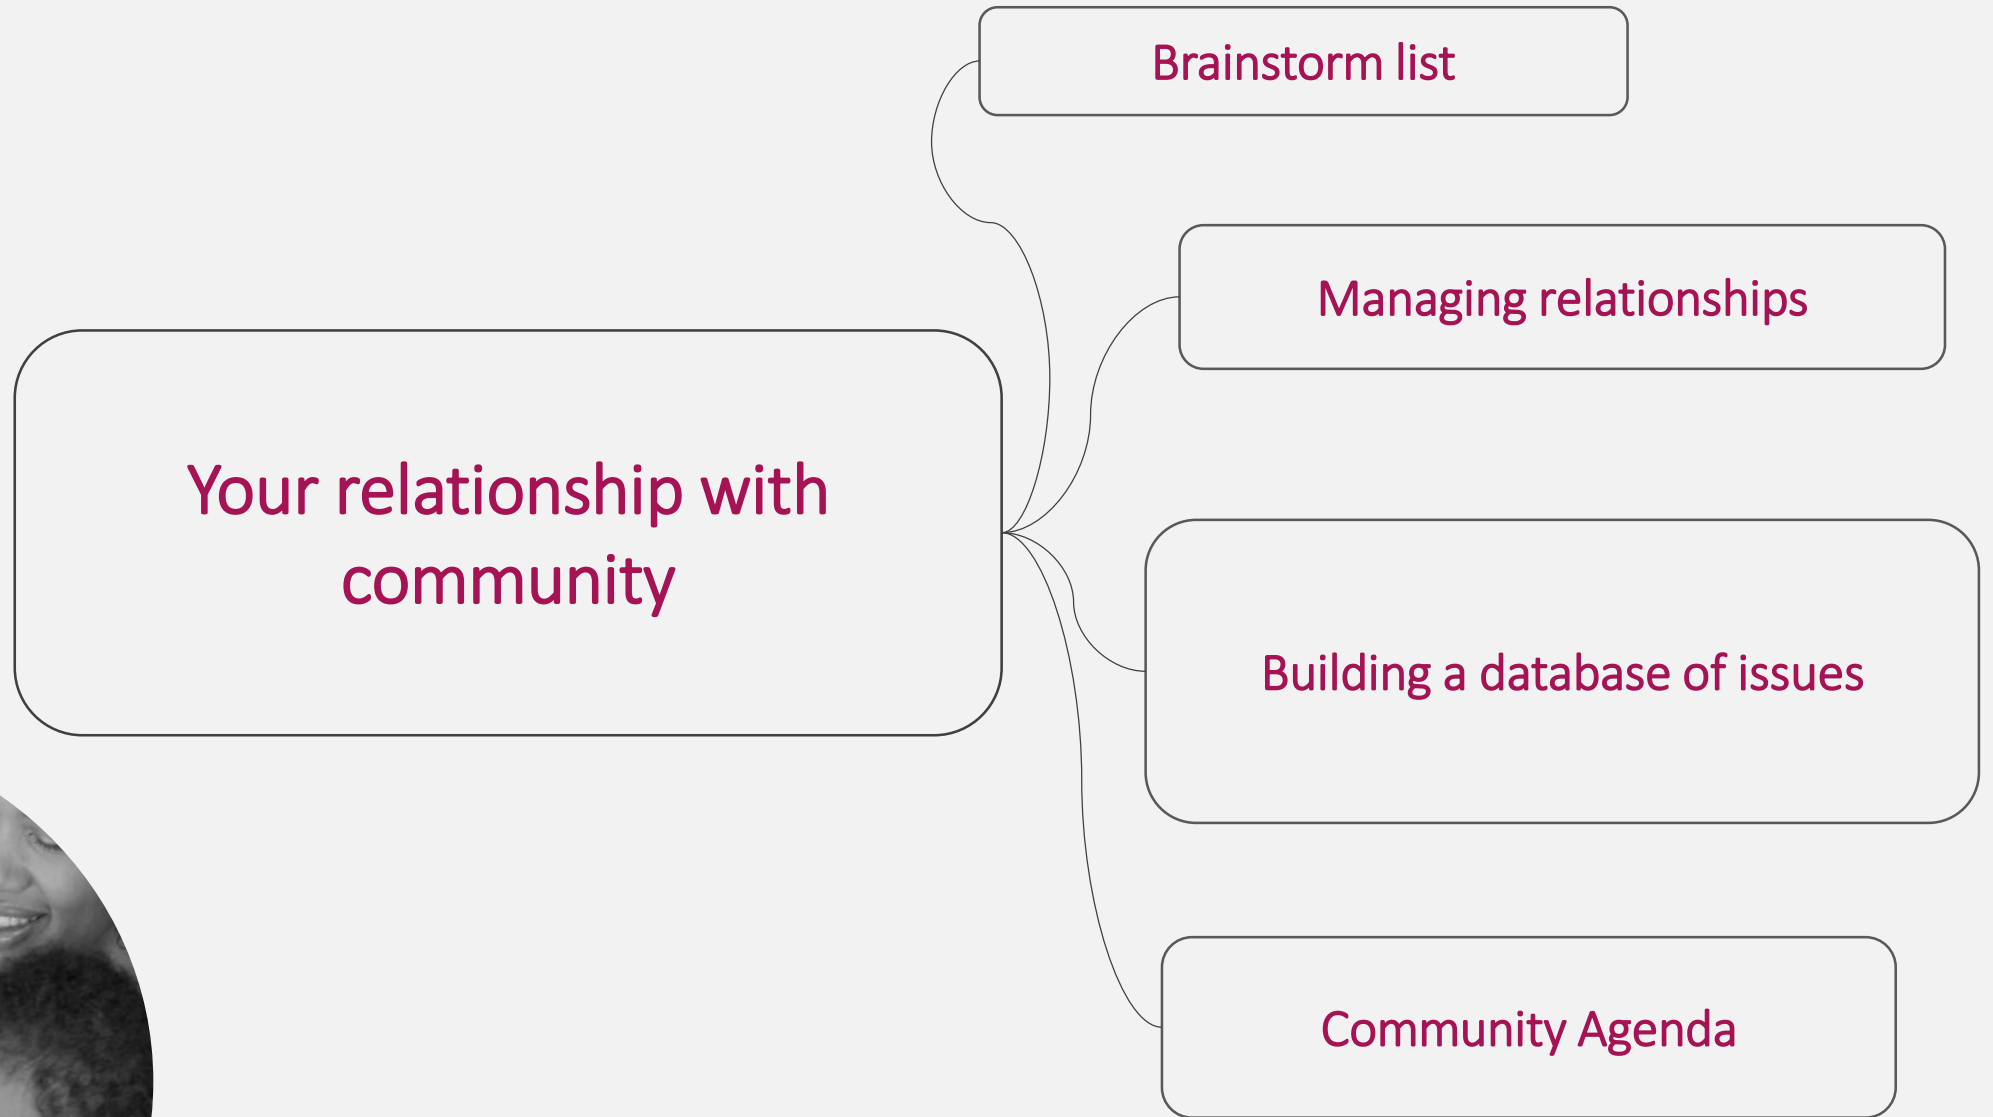 Brainstorm list
Managing relationships
Your relationship with
community
Building a database of issues
Community Agenda